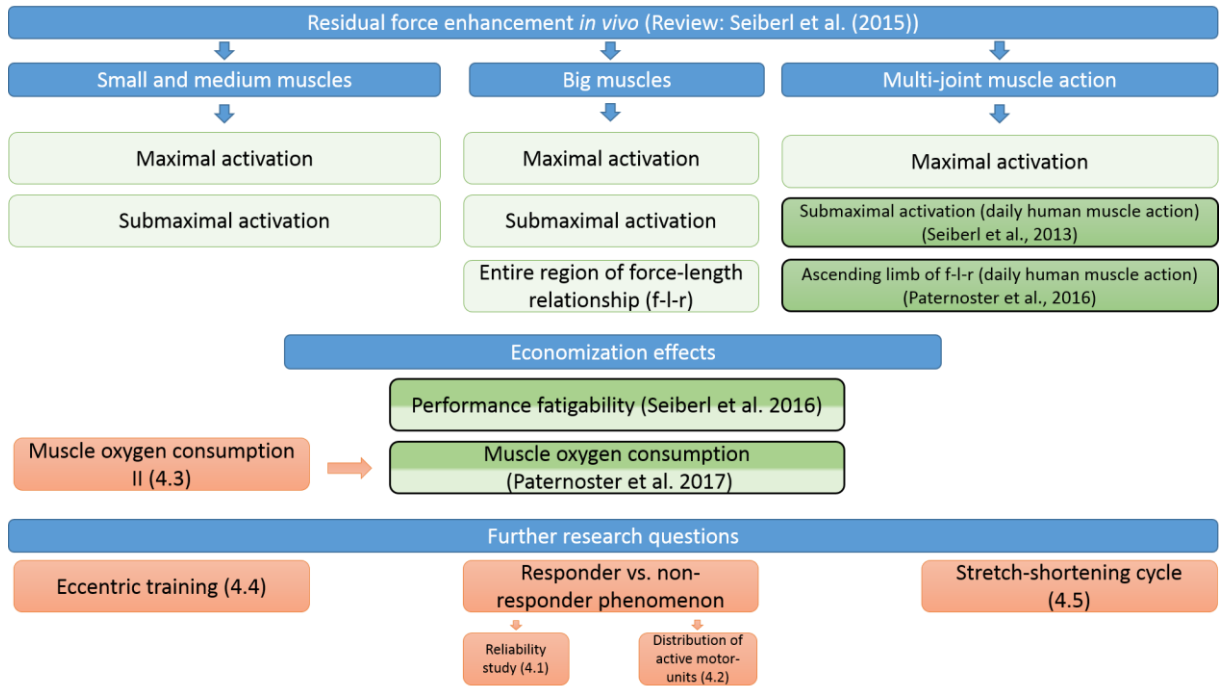 Residual force enhancement in vivo (Review: Seiberl et al. (2015))
Small and medium muscles
Big muscles
Multi-joint muscle action
Maximal activation
Maximal activation
Maximal activation
Submaximal activation
Submaximal activation
Submaximal activation (daily human muscle action)
(Seiberl et al., 2013)
Entire region of force-length
relationship (f-l-r)
Ascending limb of f-l-r (daily human muscle action)
(Paternoster et al., 2016)
Economization effects
Performance fatigability (Seiberl et al. 2016)
Muscle oxygen consumption
II (4.3)
Muscle oxygen consumption
(Paternoster et al. 2017)
Further research questions
Eccentric training (4.4)
Responder vs. non-
responder phenomenon
Stretch-shortening cycle
(4.5)
Reliability
study (4.1)
Distribution of
active motor-
units (4.2)